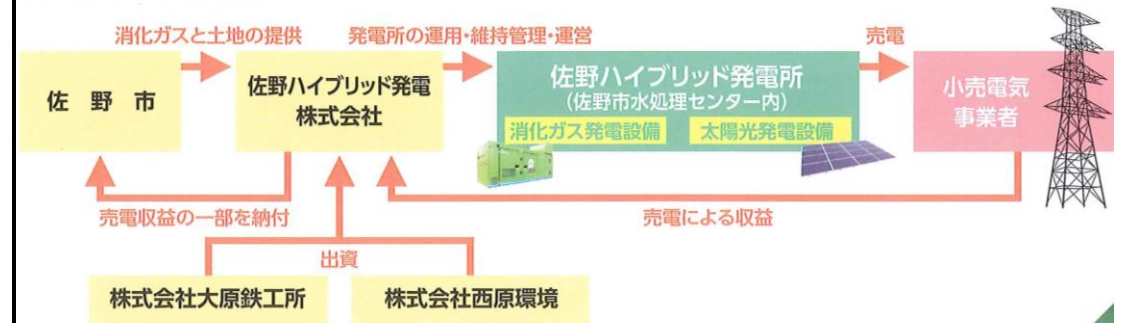 消化ガスと土地の提供
発電所の運用・維持管理・運営
売電
佐野市
佐野ハイブリッド発電
株式会社
佐野ハイブリッド発電所
(佐野市水処理センター内)
消化ガス発電設備
太陽光発電設備
小売電気
事業者
売電収益の一部を納付
売電による収益
出資
株式会社大原鉄工所
株式会社西原環境